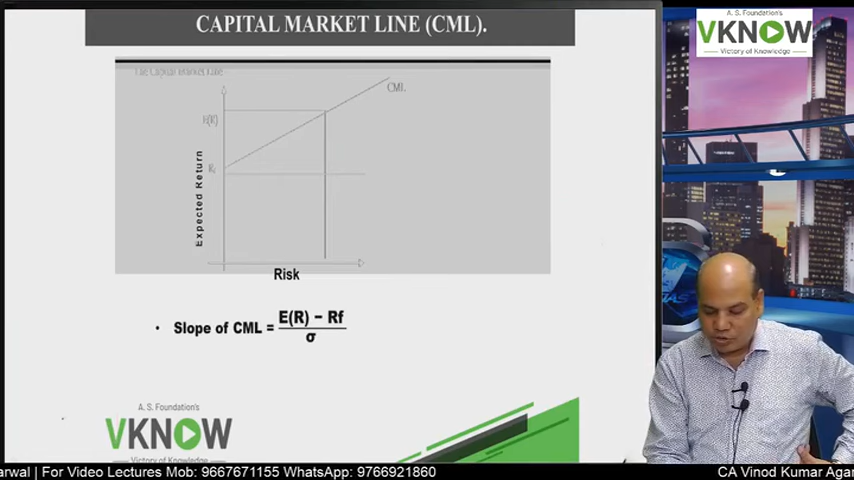 CAPITAL MARKET LINE (CML).
A. S. Foundation's
VKNOW
Victory of Knowledge
The Capital Market Line
CML
E(R)
Rf
Expected Return
Risk
• Slope of CML = E(R) − Rf
σ
A. S. Foundation's
VKNOW
Victory of Knowledge
arwal | For Video Lectures Mob: 9667671155 WhatsApp: 9766921860
CA Vinod Kumar Agar